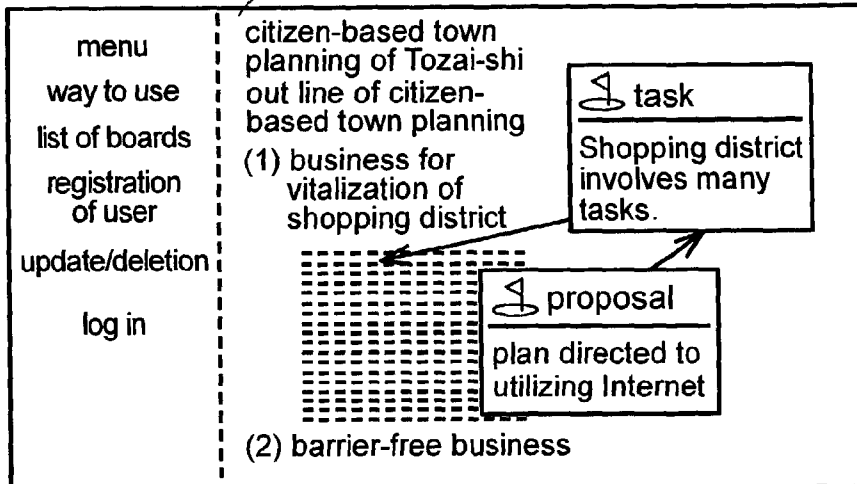 menu
way to use
list of boards
registration
of user
update/deletion
log in
citizen-based town
planning of Tozai-shi
out line of citizen-
based town planning
(1) business for
vitalization of
shopping district
task
Shopping district
involves many
tasks.
proposal
plan directed to
utilizing Internet
(2) barrier-free business